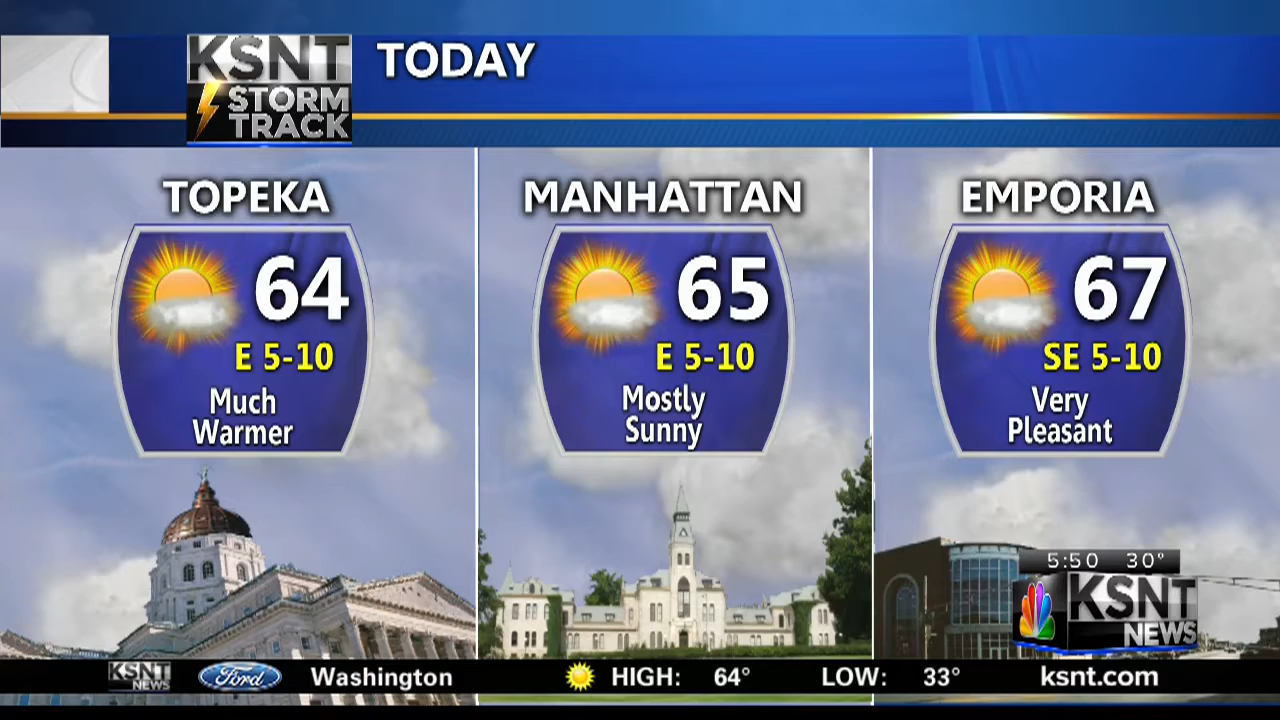 KSNT
STORM
TRACK
TODAY
TOPEKA
64
E 5-10
Much
Warmer
MANHATTAN
65
E 5-10
Mostly
Sunny
EMPORIA
67
SE 5-10
Very
Pleasant
5:50 30°
KSNT
NEWS
KSNT
NEWS
Ford
Washington
HIGH: 64°
LOW: 33°
ksnt.com